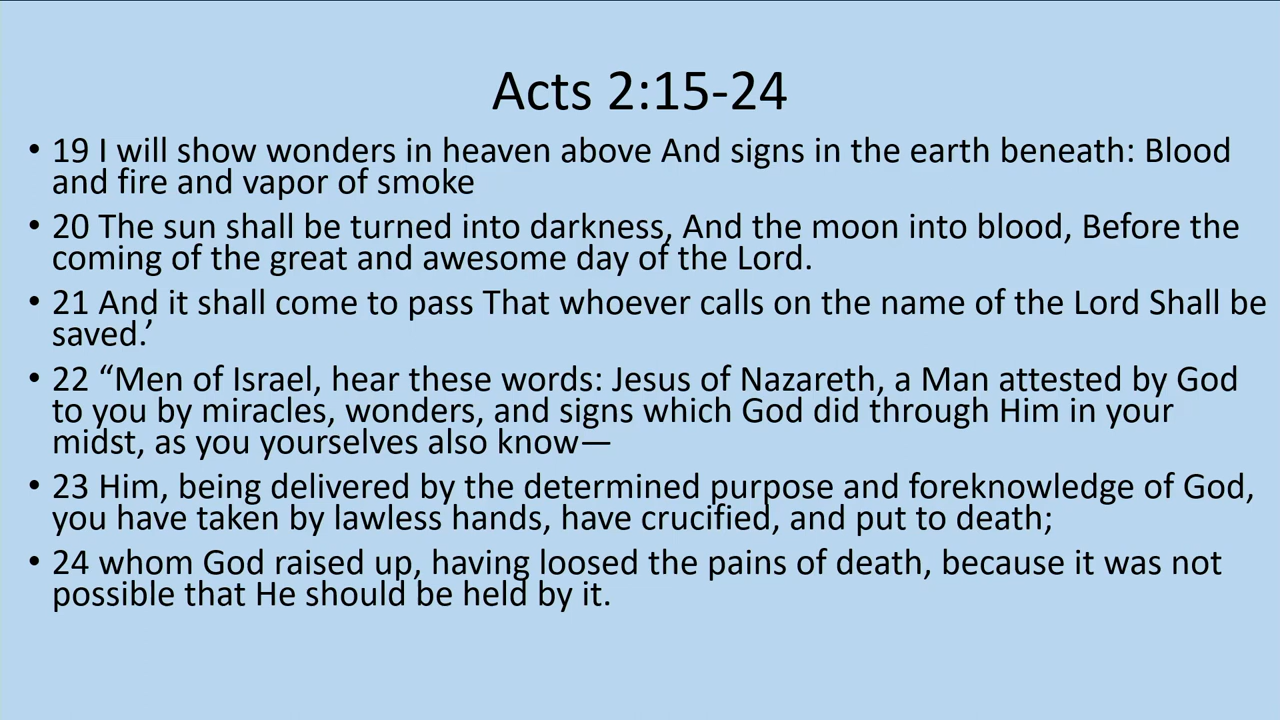 Acts 2:15-24
• 19 I will show wonders in heaven above And signs in the earth beneath: Blood
and fire and vapor of smoke
• 20 The sun shall be turned into darkness, And the moon into blood, Before the
coming of the great and awesome day of the Lord.
• 21 And it shall come to pass That whoever calls on the name of the Lord Shall be
saved.’
• 22 “Men of Israel, hear these words: Jesus of Nazareth, a Man attested by God
to you by miracles, wonders, and signs which God did through Him in your
midst, as you yourselves also know—
• 23 Him, being delivered by the determined purpose and foreknowledge of God,
you have taken by lawless hands, have crucified, and put to death;
• 24 whom God raised up, having loosed the pains of death, because it was not
possible that He should be held by it.